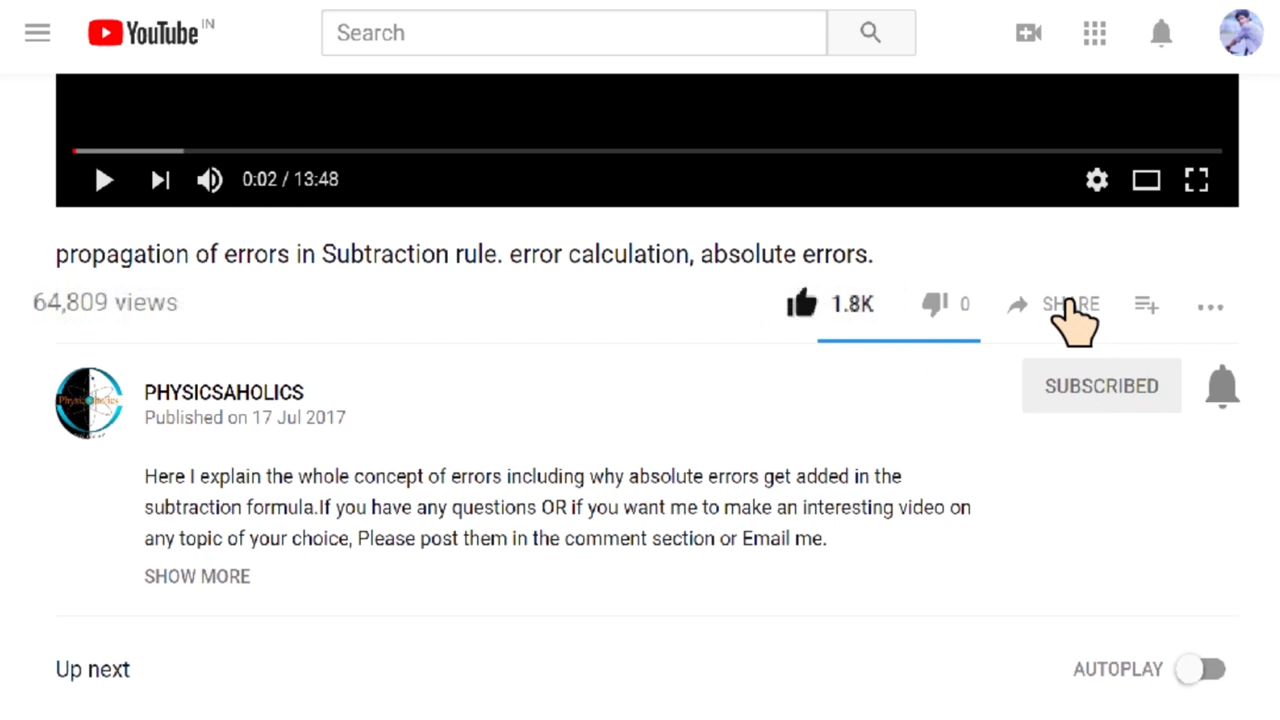 YouTube IN
Search
0:02 / 13:48
propagation of errors in Subtraction rule. error calculation, absolute errors.
64,809 views
1.8K
0
SHARE
PHYSICSAHOLICS
SUBSCRIBED
Published on 17 Jul 2017
Here I explain the whole concept of errors including why absolute errors get added in the
subtraction formula.If you have any questions OR if you want me to make an interesting video on
any topic of your choice, Please post them in the comment section or Email me.
SHOW MORE
Up next
AUTOPLAY